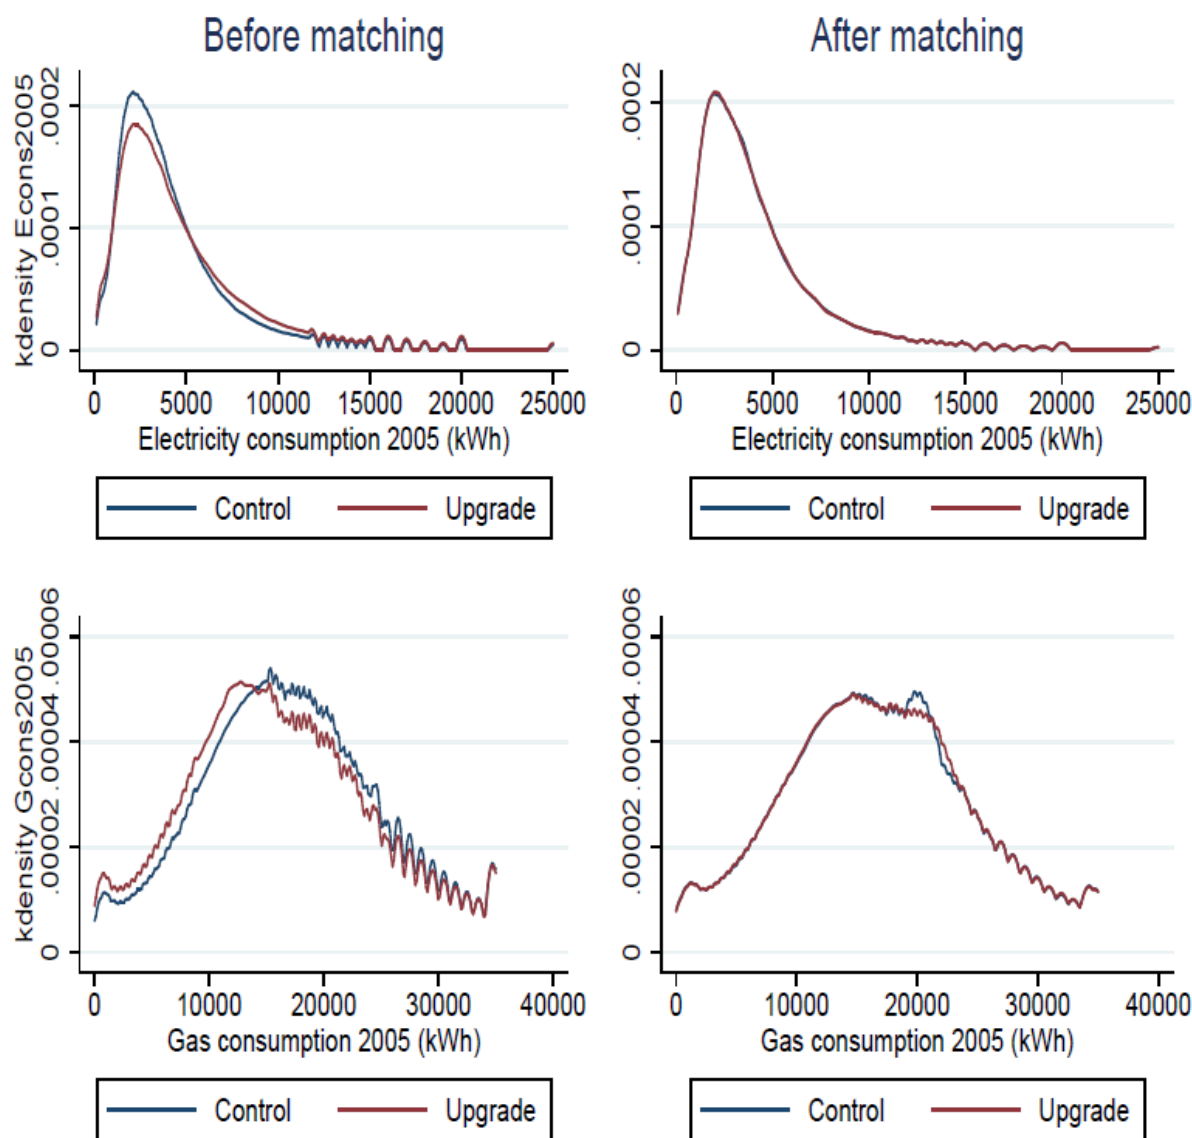 Before matching
After matching
kdensity Econs2005
.0002
.0001
0
0 5000 10000 15000 20000 25000
Electricity consumption 2005 (kWh)
Control Upgrade
.0002
.0001
0
0 5000 10000 15000 20000 25000
Electricity consumption 2005 (kWh)
Control Upgrade
kdensity Gcons2005
.00006
.00004
.00002
0
0 10000 20000 30000 40000
Gas consumption 2005 (kWh)
Control Upgrade
.00006
.00004
.00002
0
0 10000 20000 30000 40000
Gas consumption 2005 (kWh)
Control Upgrade